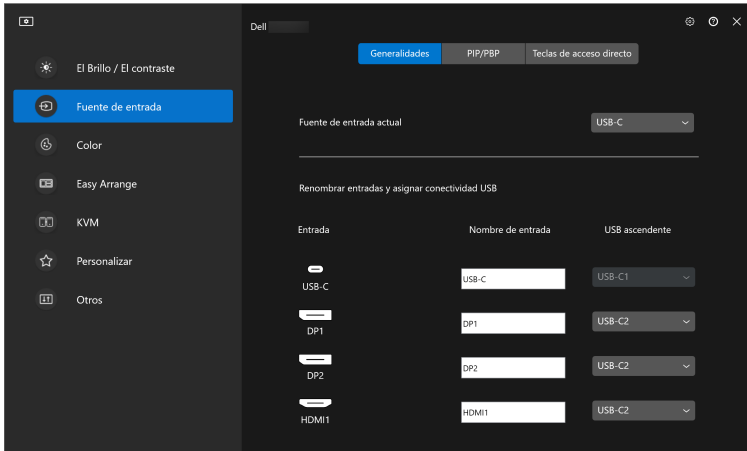 Dell
El Brillo / El contraste
Fuente de entrada
Color
Easy Arrange
KVM
Personalizar
Otros
Generalidades PIP/PBP Teclas de acceso directo
Fuente de entrada actual USB-C
Renombrar entradas y asignar conectividad USB
Entrada Nombre de entrada USB ascendente
USB-C USB-C USB-C1
DP1 DP1 USB-C2
DP2 DP2 USB-C2
HDMI1 HDMI1 USB-C2